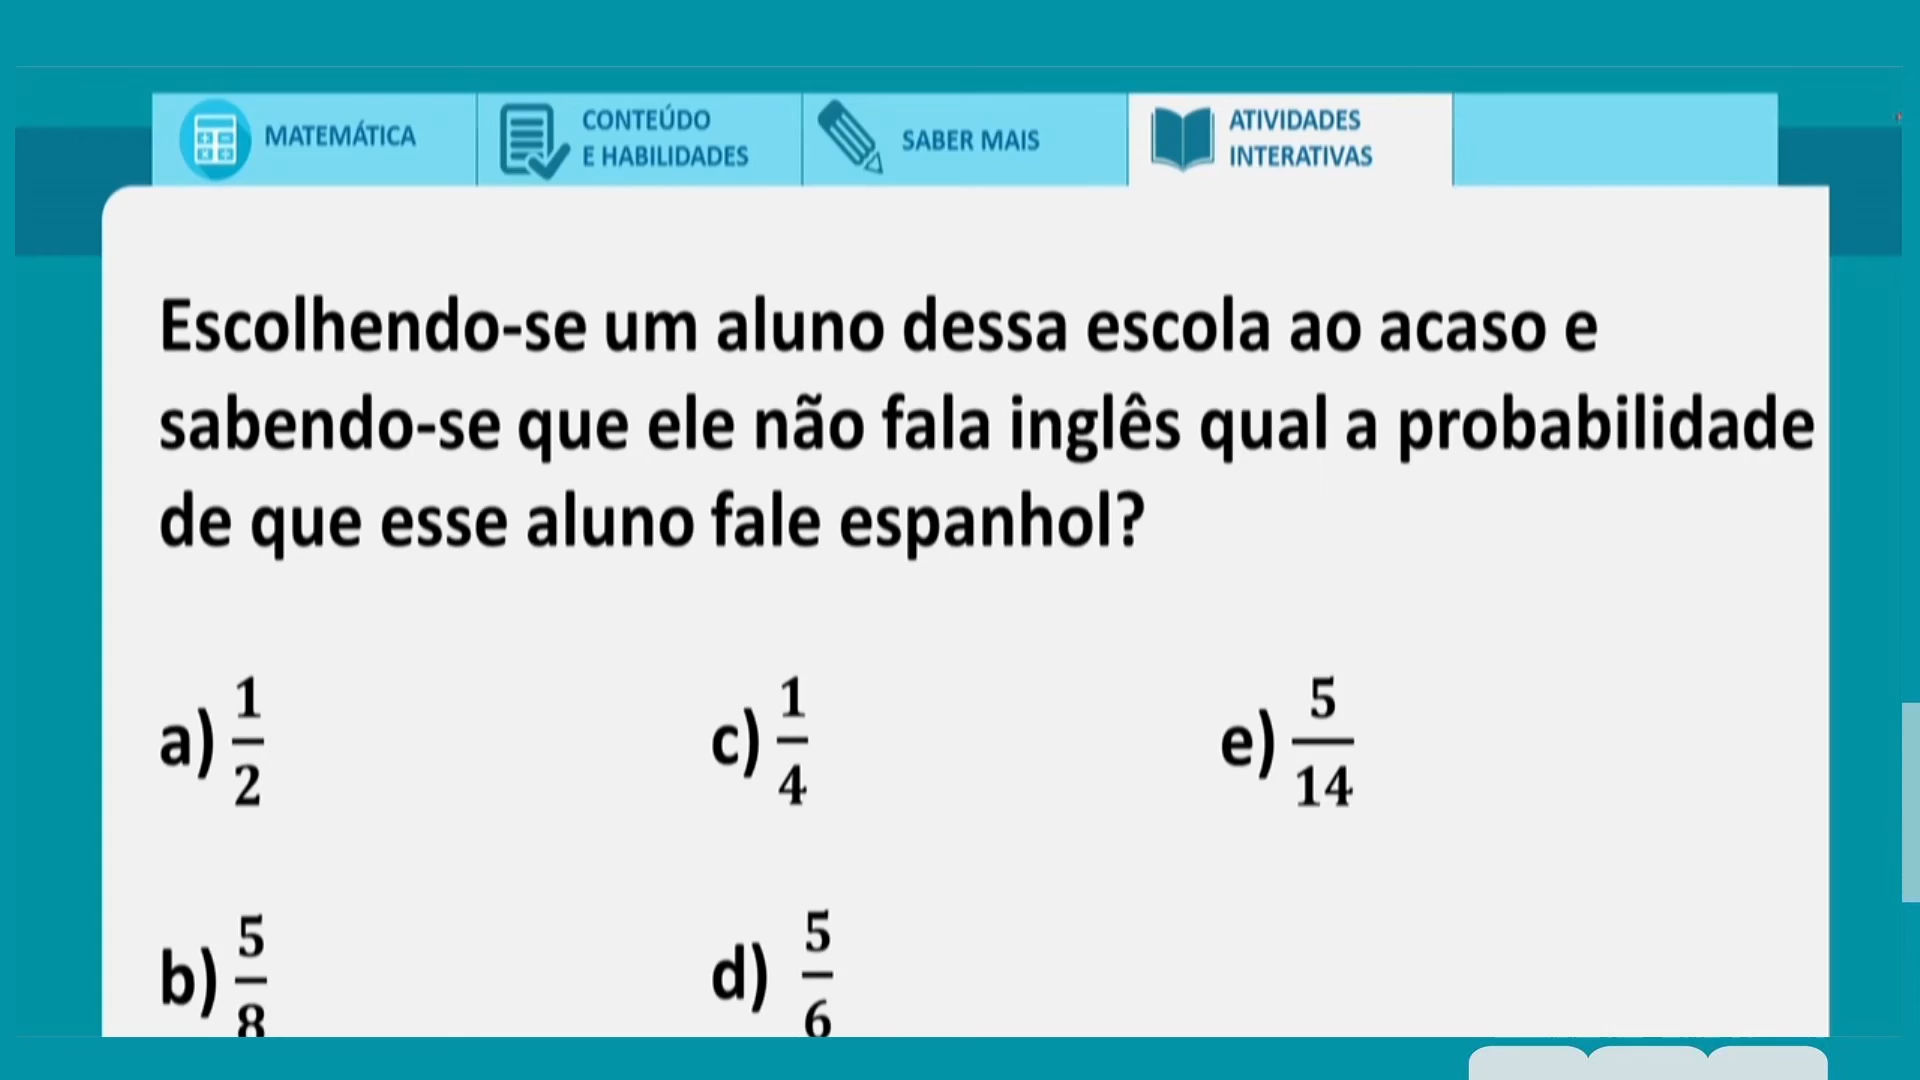 MATEMÁTICA
CONTEÚDO
E HABILIDADES
SABER MAIS
ATIVIDADES
INTERATIVAS
Escolhendo-se um aluno dessa escola ao acaso e
sabendo-se que ele não fala inglês qual a probabilidade
de que esse aluno fale espanhol?
a) 1/2
c) 1/4
e) 5/14
b) 5/8
d) 5/6